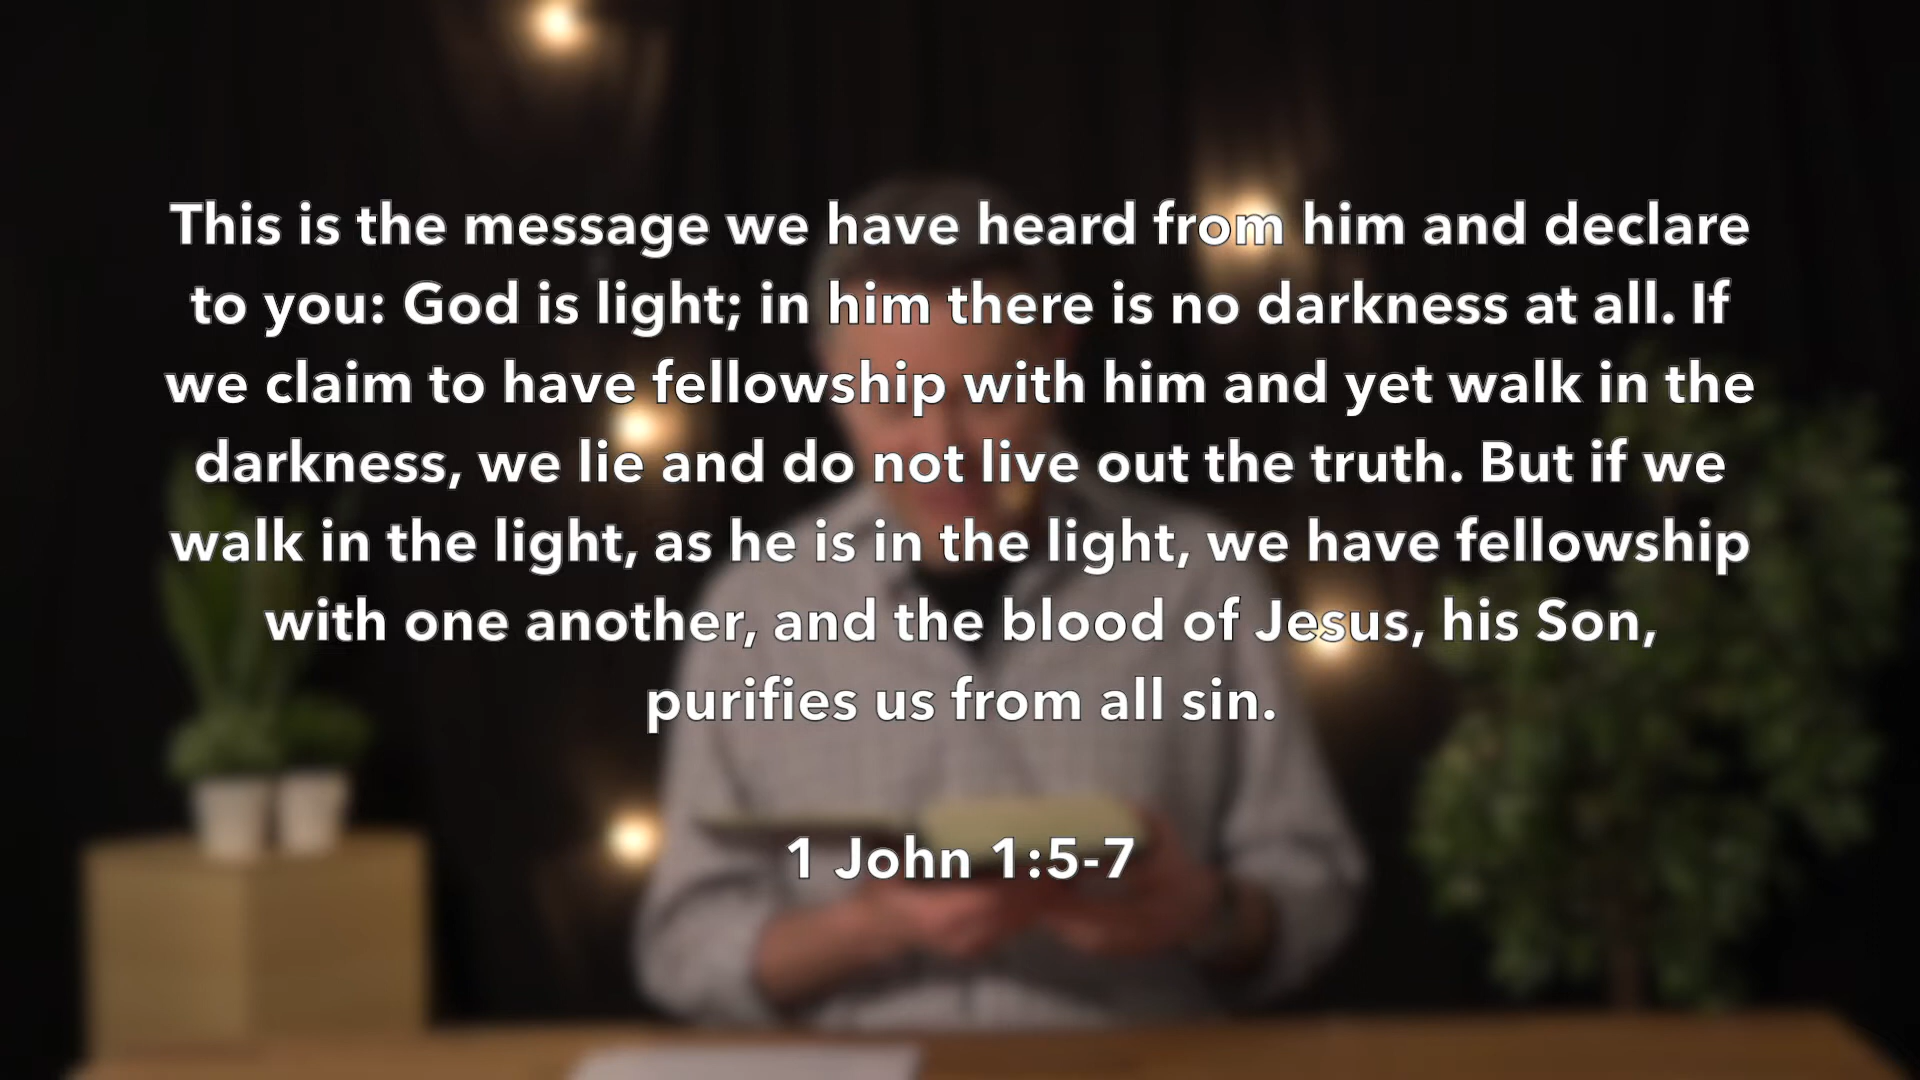 This is the message we have heard from him and declare
to you: God is light; in him there is no darkness at all. If
we claim to have fellowship with him and yet walk in the
darkness, we lie and do not live out the truth. But if we
walk in the light, as he is in the light, we have fellowship
with one another, and the blood of Jesus, his Son,
purifies us from all sin.
1 John 1:5-7